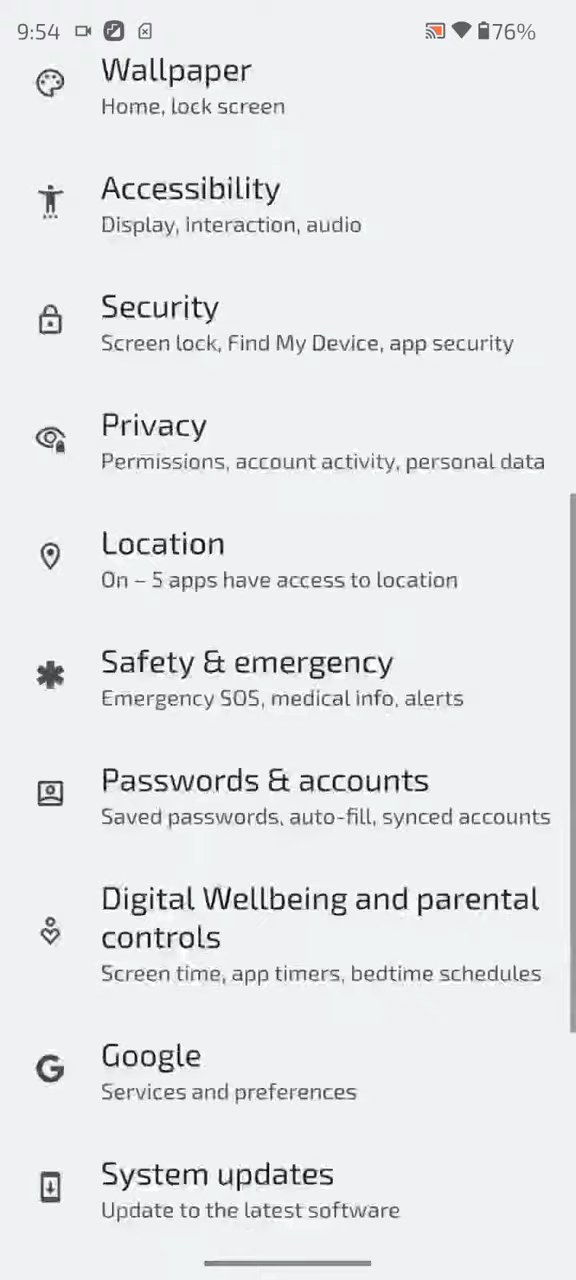 9:54 76%
Wallpaper
Home, lock screen
Accessibility
Display, interaction, audio
Security
Screen lock, Find My Device, app security
Privacy
Permissions, account activity, personal data
Location
On – 5 apps have access to location
Safety & emergency
Emergency SOS, medical info, alerts
Passwords & accounts
Saved passwords, auto-fill, synced accounts
Digital Wellbeing and parental
controls
Screen time, app timers, bedtime schedules
Google
Services and preferences
System updates
Update to the latest software